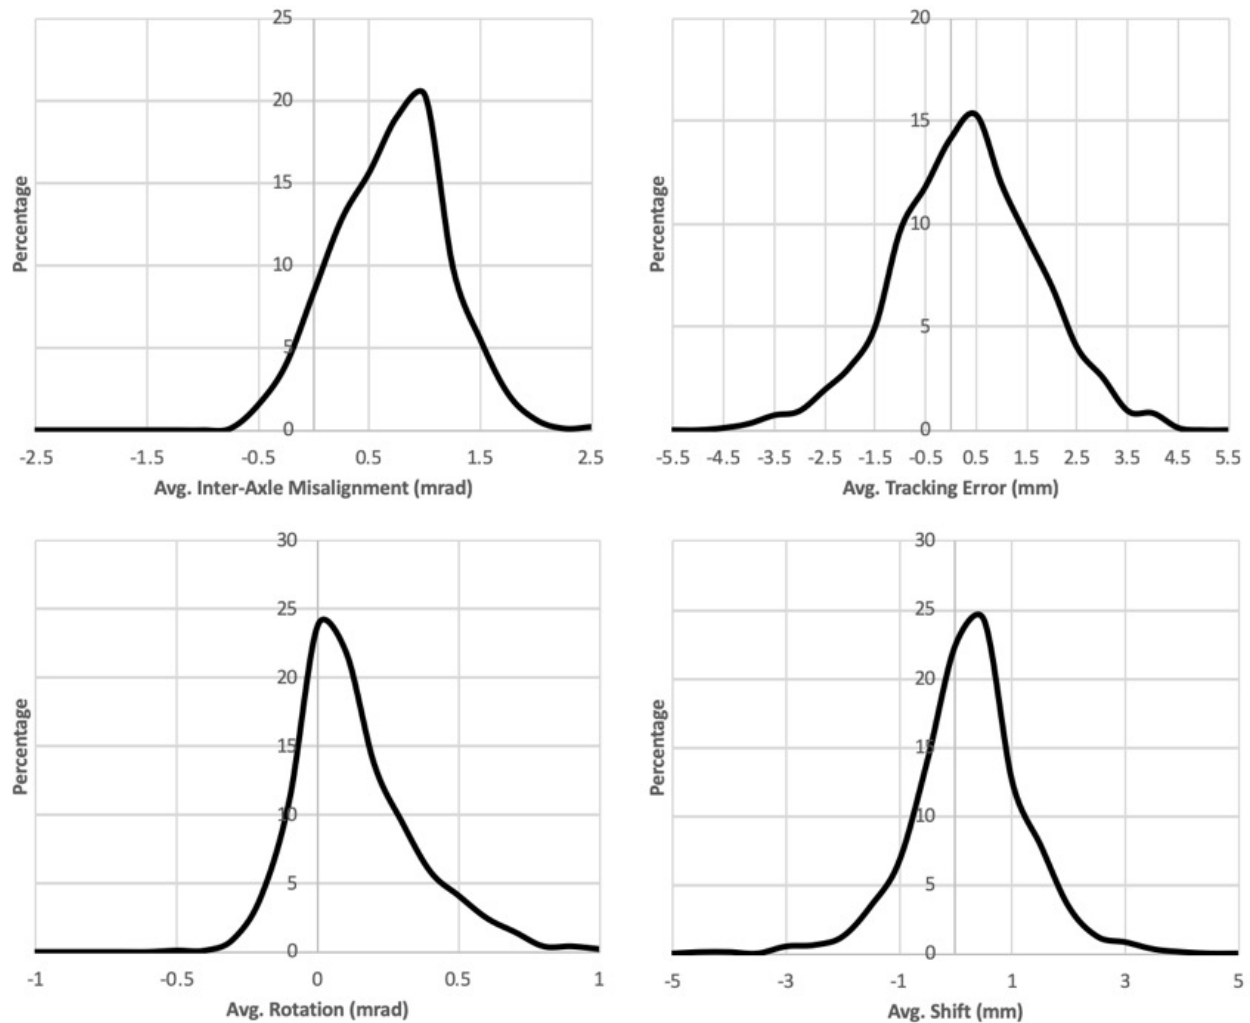 25
20
15
10
5
0
Percentage
-2.5 -1.5 -0.5 0.5 1.5 2.5
Avg. Inter-Axle Misalignment (mrad)
20
15
10
5
0
Percentage
-5.5 -4.5 -3.5 -2.5 -1.5 -0.5 0.5 1.5 2.5 3.5 4.5 5.5
Avg. Tracking Error (mm)
30
25
20
15
10
5
0
Percentage
-1 -0.5 0 0.5 1
Avg. Rotation (mrad)
30
25
20
15
10
5
0
Percentage
-5 -3 -1 1 3 5
Avg. Shift (mm)